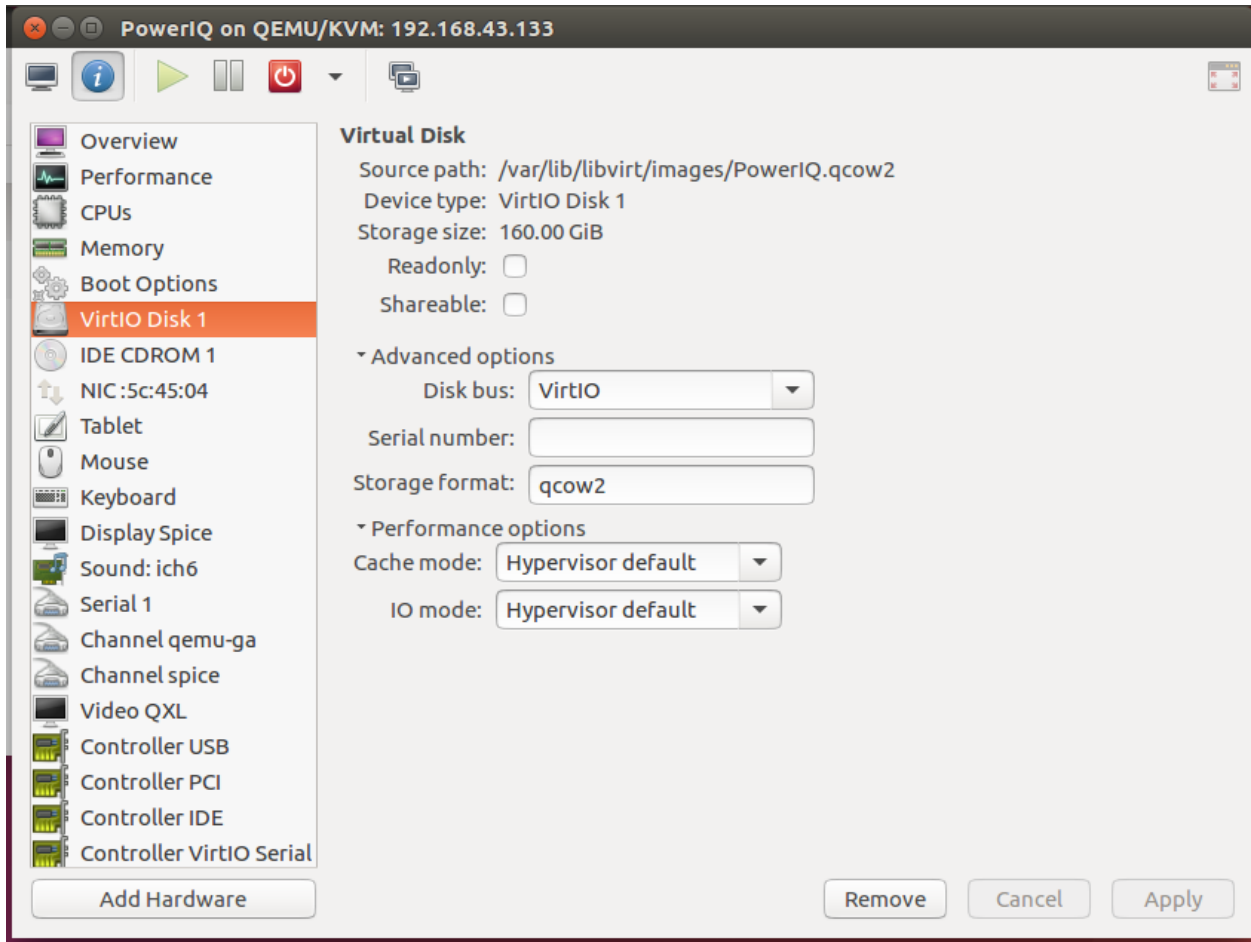 PowerIQ on QEMU/KVM: 192.168.43.133
Overview
Performance
CPUs
Memory
Boot Options
VirtIO Disk 1
IDE CDROM 1
NIC :5c:45:04
Tablet
Mouse
Keyboard
Display Spice
Sound: ich6
Serial 1
Channel qemu-ga
Channel spice
Video QXL
Controller USB
Controller PCI
Controller IDE
Controller VirtIO Serial
Add Hardware
Virtual Disk
Source path: /var/lib/libvirt/images/PowerIQ.qcow2
Device type: VirtIO Disk 1
Storage size: 160.00 GiB
Readonly:
Shareable:
Advanced options
Disk bus: VirtIO
Serial number:
Storage format: qcow2
Performance options
Cache mode: Hypervisor default
IO mode: Hypervisor default
Remove Cancel Apply